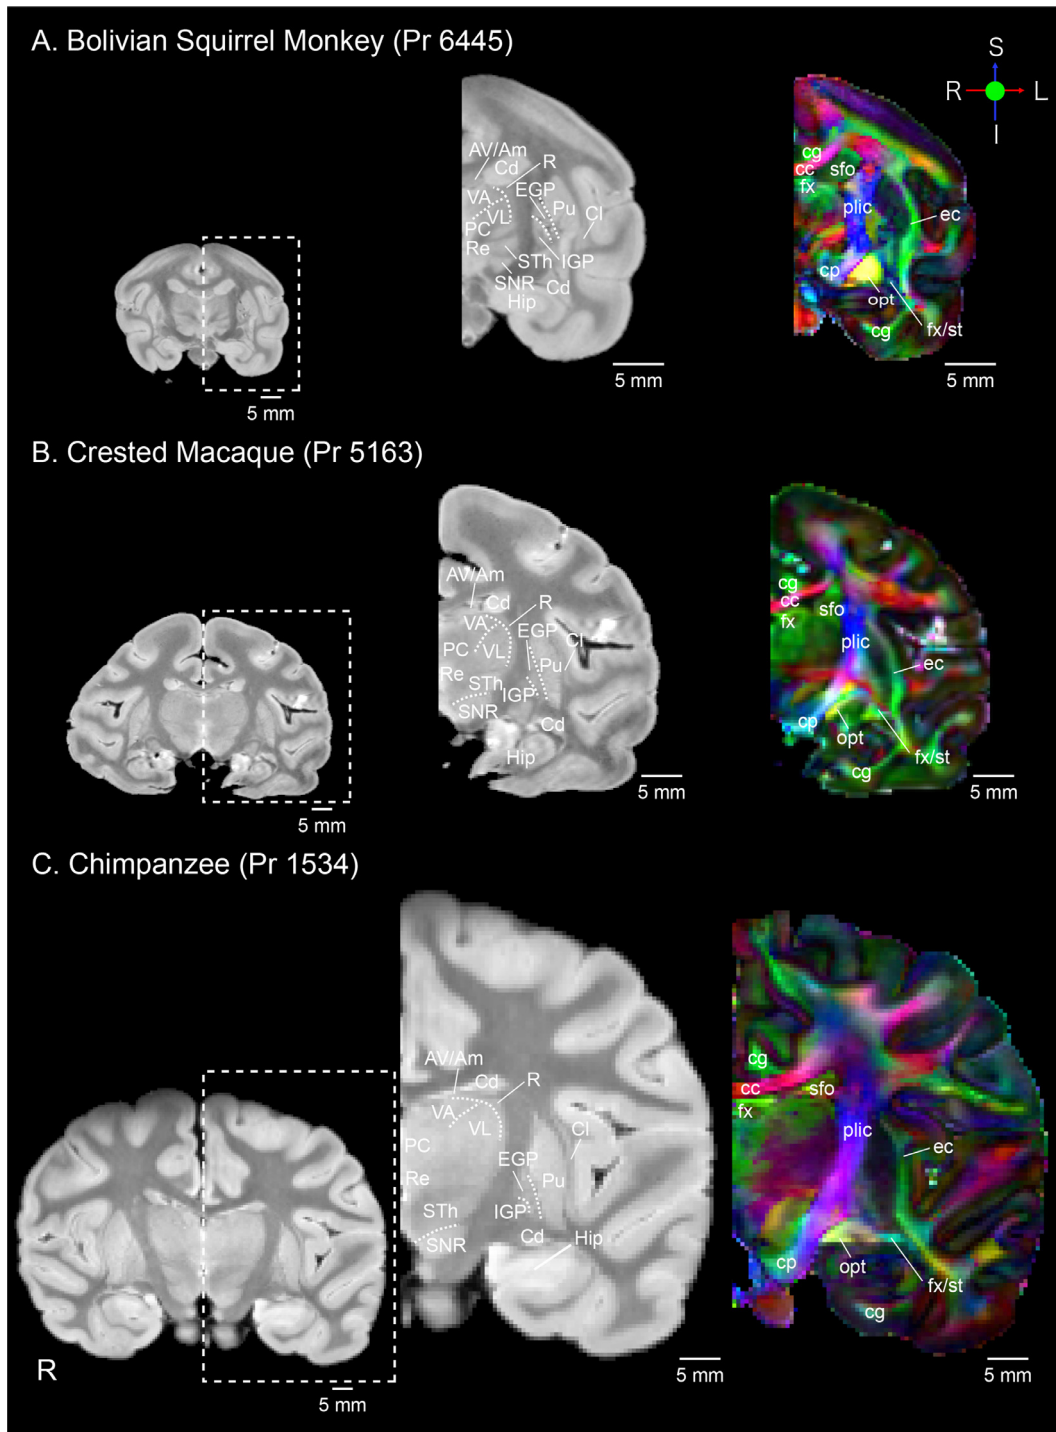 A. Bolivian Squirrel Monkey (Pr 6445)
S
R L
I
AV/Am
Cd
R
VA
EGP
VL
Pu
Cl
PC
Re
STh
IGP
SNR
Cd
Hip
cg
cc
sfo
fx
plic
ec
cp
opt
fx/st
cg
5 mm
5 mm
5 mm
B. Crested Macaque (Pr 5163)
AV/Am
Cd
R
VA
EGP
Cl
PC
VL
Pu
Re
STh
IGP
SNR
Cd
Hip
cg
cc
sfo
fx
plic
ec
cp
opt
fx/st
cg
5 mm
5 mm
5 mm
C. Chimpanzee (Pr 1534)
AV/Am
Cd
R
VA
VL
Cl
PC
EGP
Re
Pu
STh
IGP
Cd
Hip
SNR
cg
cc
sfo
fx
plic
ec
cp
opt
fx/st
cg
R
5 mm
5 mm
5 mm